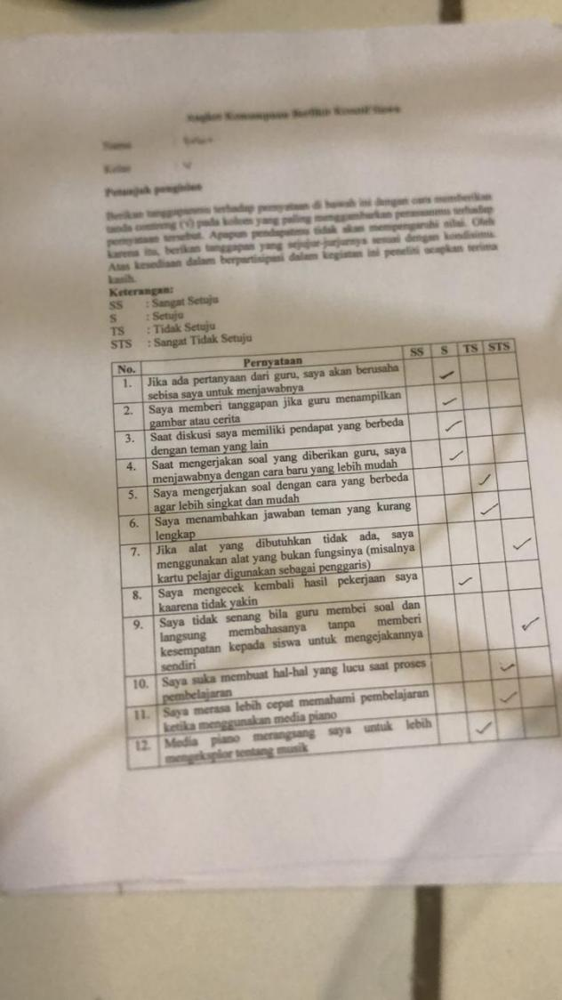 Angket Kemampuan Berfikir Kreatif Siswa
Nama :
Kelas : V
Petunjuk pengisian
Berikan tanggapanmu terhadap pernyataan di bawah ini dengan cara memberikan
tanda centreng (√) pada kolom yang paling menggambarkan perasaanmu terhadap
pernyataan tersebut. Apapun pendapatmu tidak akan mempengaruhi nilai. Oleh
karena itu, berikan tanggapan yang sejujur-jurjurnya sesuai dengan kondisimu.
Atas kesediaan dalam berpartisipasi dalam kegiatan ini peneliti ucapkan terima
kasih.
Keterangan:
SS : Sangat Setuju
S : Setuju
TS : Tidak Setuju
STS : Sangat Tidak Setuju
No. Pernyataan SS S TS STS
1. Jika ada pertanyaan dari guru, saya akan berusaha ✓
sebisa saya untuk menjawabnya
2. Saya memberi tanggapan jika guru menampilkan ✓
gambar atau cerita
3. Saat diskusi saya memiliki pendapat yang berbeda ✓
dengan teman yang lain
4. Saat mengerjakan soal yang diberikan guru, saya ✓
menjawabnya dengan cara baru yang lebih mudah
5. Saya mengerjakan soal dengan cara yang berbeda ✓
agar lebih singkat dan mudah
6. Saya menambahkan jawaban teman yang kurang ✓
lengkap
7. Jika alat yang dibutuhkan tidak ada, saya ✓
menggunakan alat yang bukan fungsinya (misalnya
kartu pelajar digunakan sebagai penggaris)
8. Saya mengecek kembali hasil pekerjaan saya ✓
kaarena tidak yakin
9. Saya tidak senang bila guru membei soal dan ✓
langsung membahasanya tanpa memberi
kesempatan kepada siswa untuk mengejakannya
sendiri
10. Saya suka membuat hal-hal yang lucu saat proses ✓
pembelajaran
11. Saya merasa lebih cepat memahami pembelajaran ✓
ketika menggunakan media piano
12. Media piano merangsang saya untuk lebih ✓
mengeksplor tentang musik